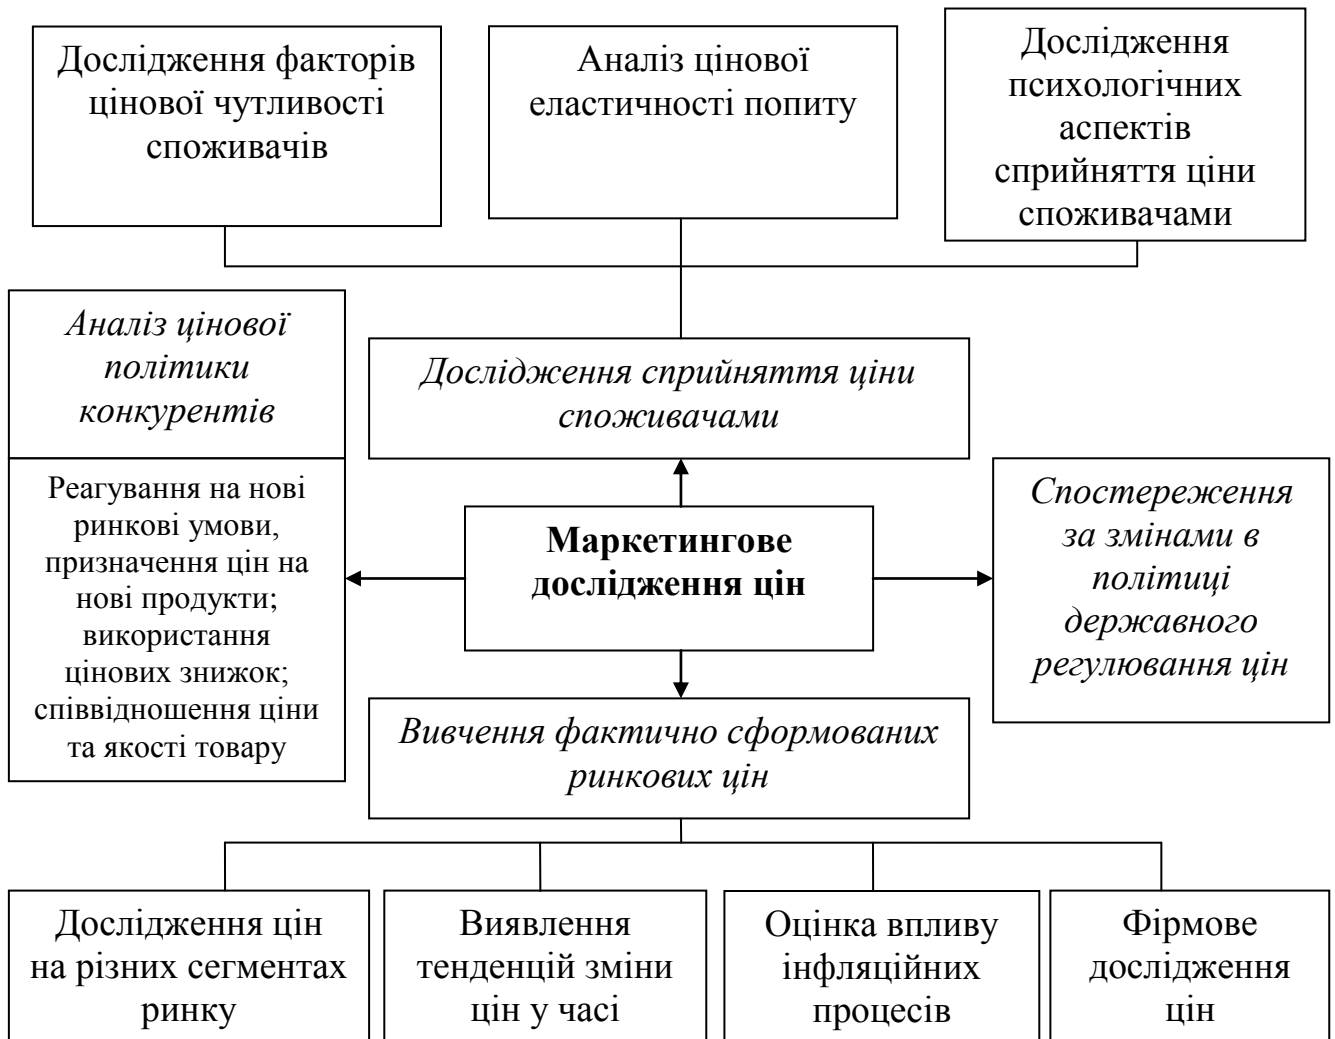 Дослідження факторів
цінової чутливості
споживачів
Аналіз цінової
еластичності попиту
Дослідження
психологічних
аспектів
сприйняття ціни
споживачами
Аналіз цінової
політики
конкурентів
Реагування на нові
ринкові умови,
призначення цін на
нові продукти;
використання
цінових знижок;
співвідношення ціни
та якості товару
Дослідження сприйняття ціни
споживачами
Маркетингове
дослідження цін
Спостереження
за змінами в
політиці
державного
регулювання цін
Вивчення фактично сформованих
ринкових цін
Дослідження цін
на різних сегментах
ринку
Виявлення
тенденцій зміни
цін у часі
Оцінка впливу
інфляційних
процесів
Фірмове
дослідження
цін